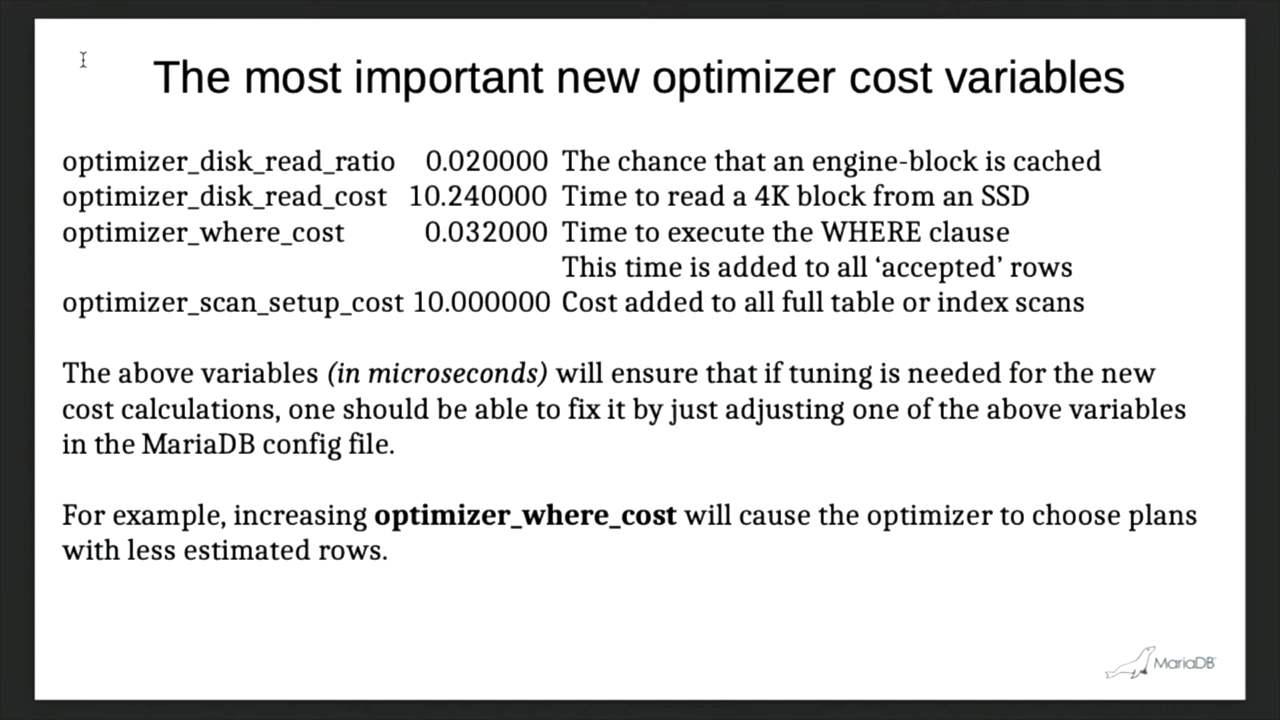 The most important new optimizer cost variables
optimizer_disk_read_ratio 0.020000 The chance that an engine-block is cached
optimizer_disk_read_cost 10.240000 Time to read a 4K block from an SSD
optimizer_where_cost 0.032000 Time to execute the WHERE clause
This time is added to all ‘accepted’ rows
optimizer_scan_setup_cost 10.000000 Cost added to all full table or index scans
The above variables (in microseconds) will ensure that if tuning is needed for the new
cost calculations, one should be able to fix it by just adjusting one of the above variables
in the MariaDB config file.
For example, increasing optimizer_where_cost will cause the optimizer to choose plans
with less estimated rows.
MariaDB